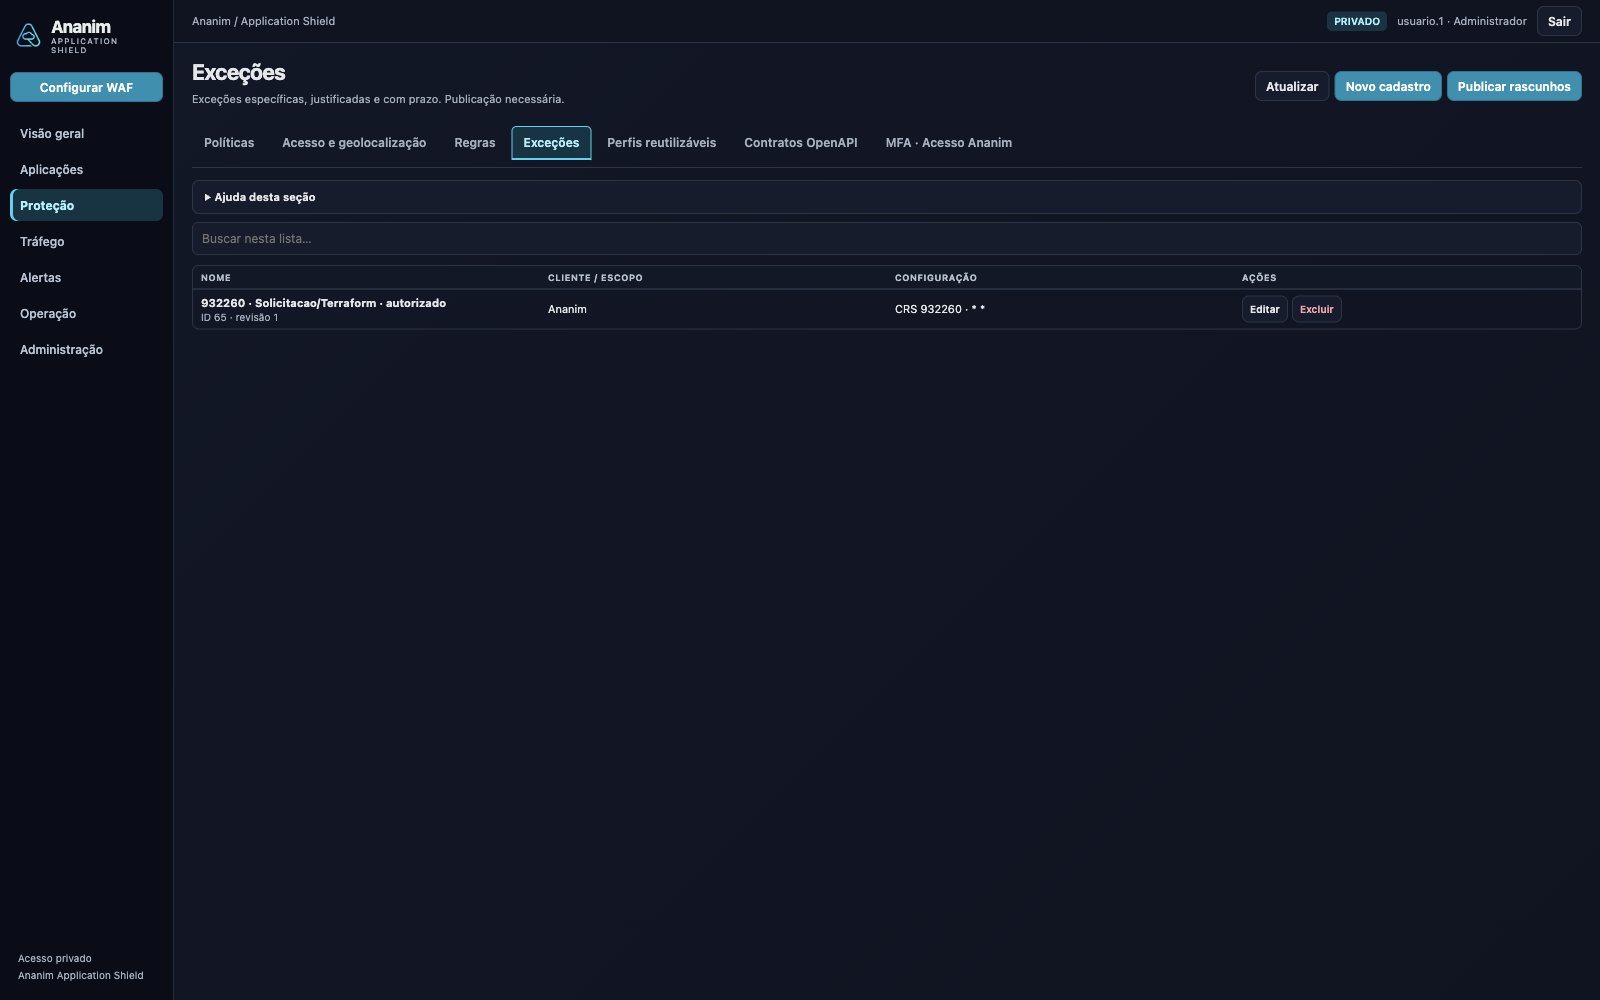 Ananim
APPLICATION
SHIELD
Configurar WAF
Visão geral
Aplicações
Proteção
Tráfego
Alertas
Operação
Administração
Acesso privado
Ananim Application Shield
Ananim / Application Shield
PRIVADO
usuario.1 · Administrador
Sair
Exceções
Exceções específicas, justificadas e com prazo. Publicação necessária.
Atualizar
Novo cadastro
Publicar rascunhos
Políticas
Acesso e geolocalização
Regras
Exceções
Perfis reutilizáveis
Contratos OpenAPI
MFA · Acesso Ananim
Ajuda desta seção
Buscar nesta lista...
NOME
CLIENTE / ESCOPO
CONFIGURAÇÃO
AÇÕES
932260 · Solicitacao/Terraform · autorizado
ID 65 · revisão 1
Ananim
CRS 932260 · * *
Editar
Excluir